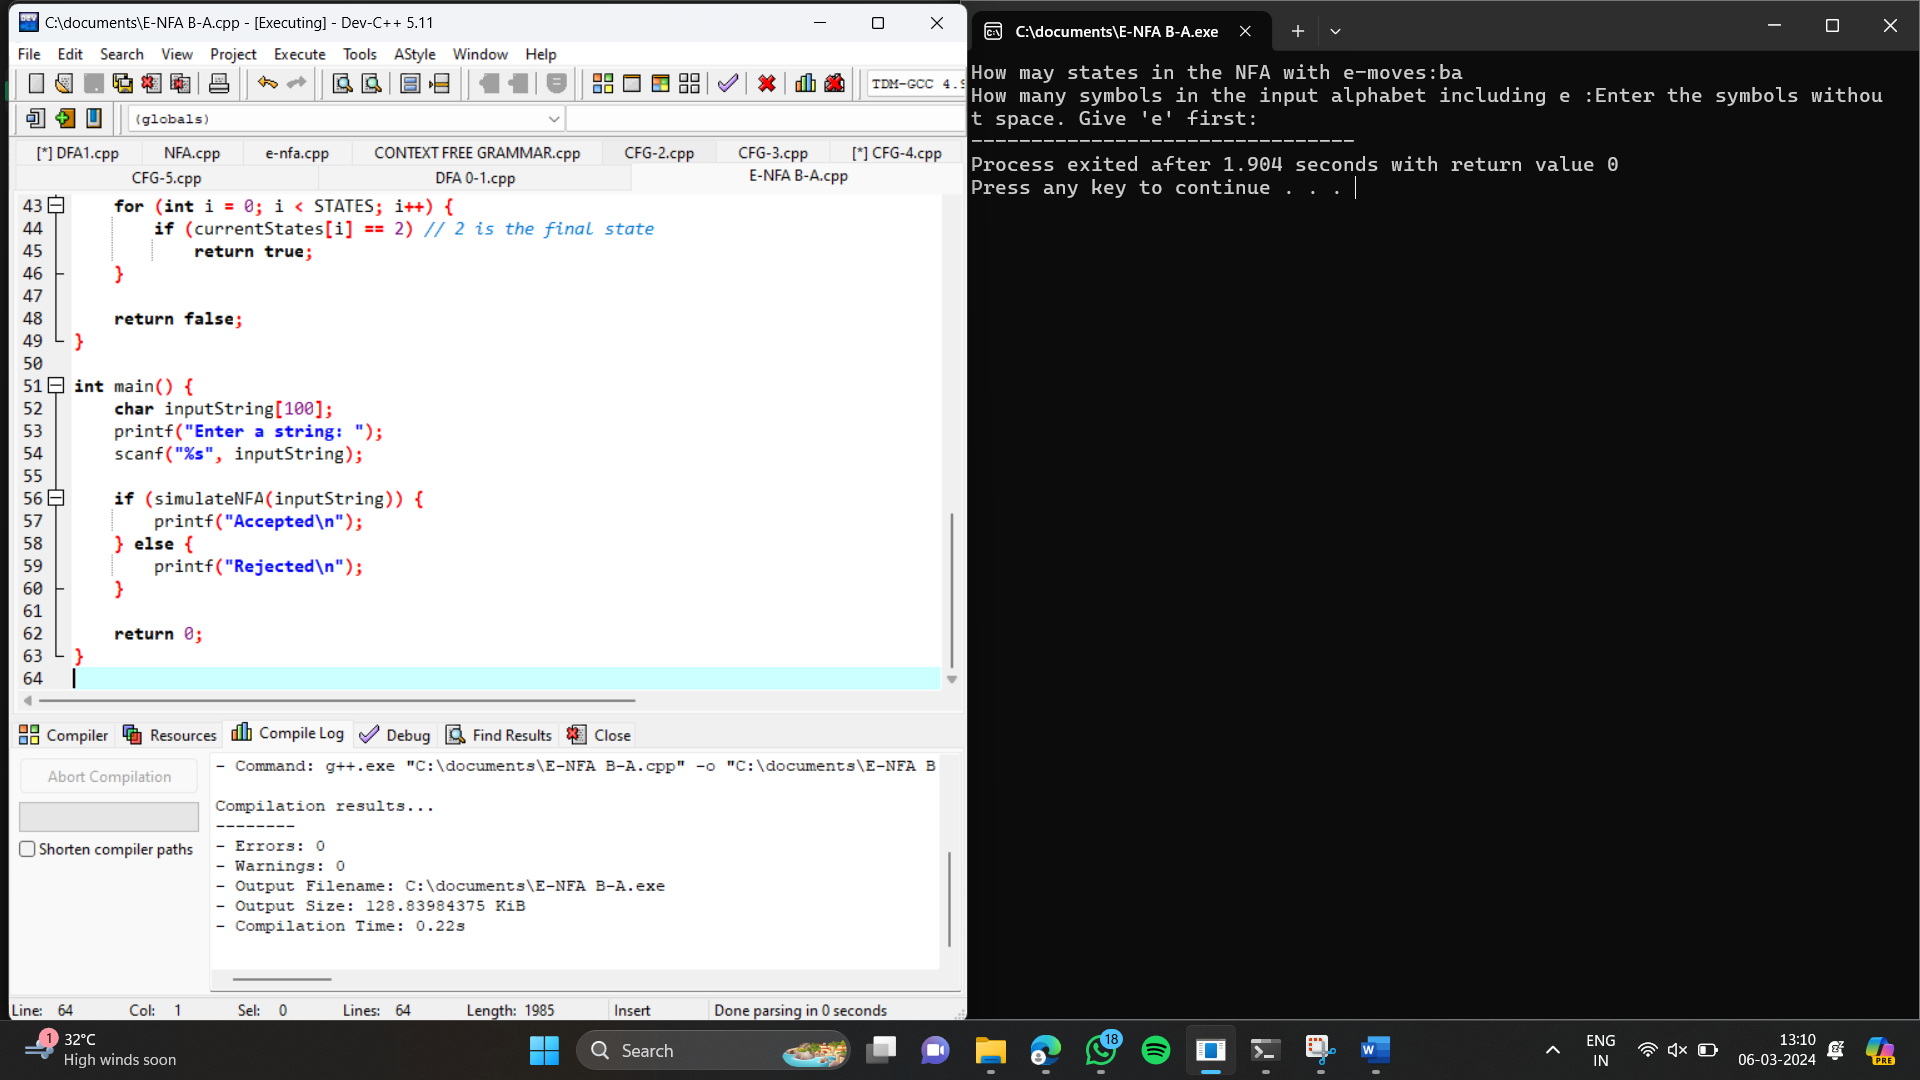 C:\documents\E-NFA B-A.cpp - [Executing] - Dev-C++ 5.11
File Edit Search View Project Execute Tools AStyle Window Help
TDM-GCC 4.9
(globals)
[*] DFA1.cpp NFA.cpp e-nfa.cpp CONTEXT FREE GRAMMAR.cpp CFG-2.cpp CFG-3.cpp [*] CFG-4.cpp
CFG-5.cpp DFA 0-1.cpp E-NFA B-A.cpp
43 for (int i = 0; i < STATES; i++) {
44 if (currentStates[i] == 2) // 2 is the final state
45 return true;
46 }
47
48 return false;
49 }
50
51 int main() {
52 char inputString[100];
53 printf("Enter a string: ");
54 scanf("%s", inputString);
55
56 if (simulateNFA(inputString)) {
57 printf("Accepted\n");
58 } else {
59 printf("Rejected\n");
60 }
61
62 return 0;
63 }
64
Compiler Resources Compile Log Debug Find Results Close
Abort Compilation
Shorten compiler paths
- Command: g++.exe "C:\documents\E-NFA B-A.cpp" -o "C:\documents\E-NFA B
Compilation results...
--------
- Errors: 0
- Warnings: 0
- Output Filename: C:\documents\E-NFA B-A.exe
- Output Size: 128.83984375 KiB
- Compilation Time: 0.22s
Line: 64 Col: 1 Sel: 0 Lines: 64 Length: 1985 Insert Done parsing in 0 seconds
C:\documents\E-NFA B-A.exe
How may states in the NFA with e-moves:ba
How many symbols in the input alphabet including e :Enter the symbols withou
t space. Give 'e' first:
--------------------------------
Process exited after 1.904 seconds with return value 0
Press any key to continue . . .
1
32°C
High winds soon
Search
18
W
ENG
IN
13:10
06-03-2024
PRE